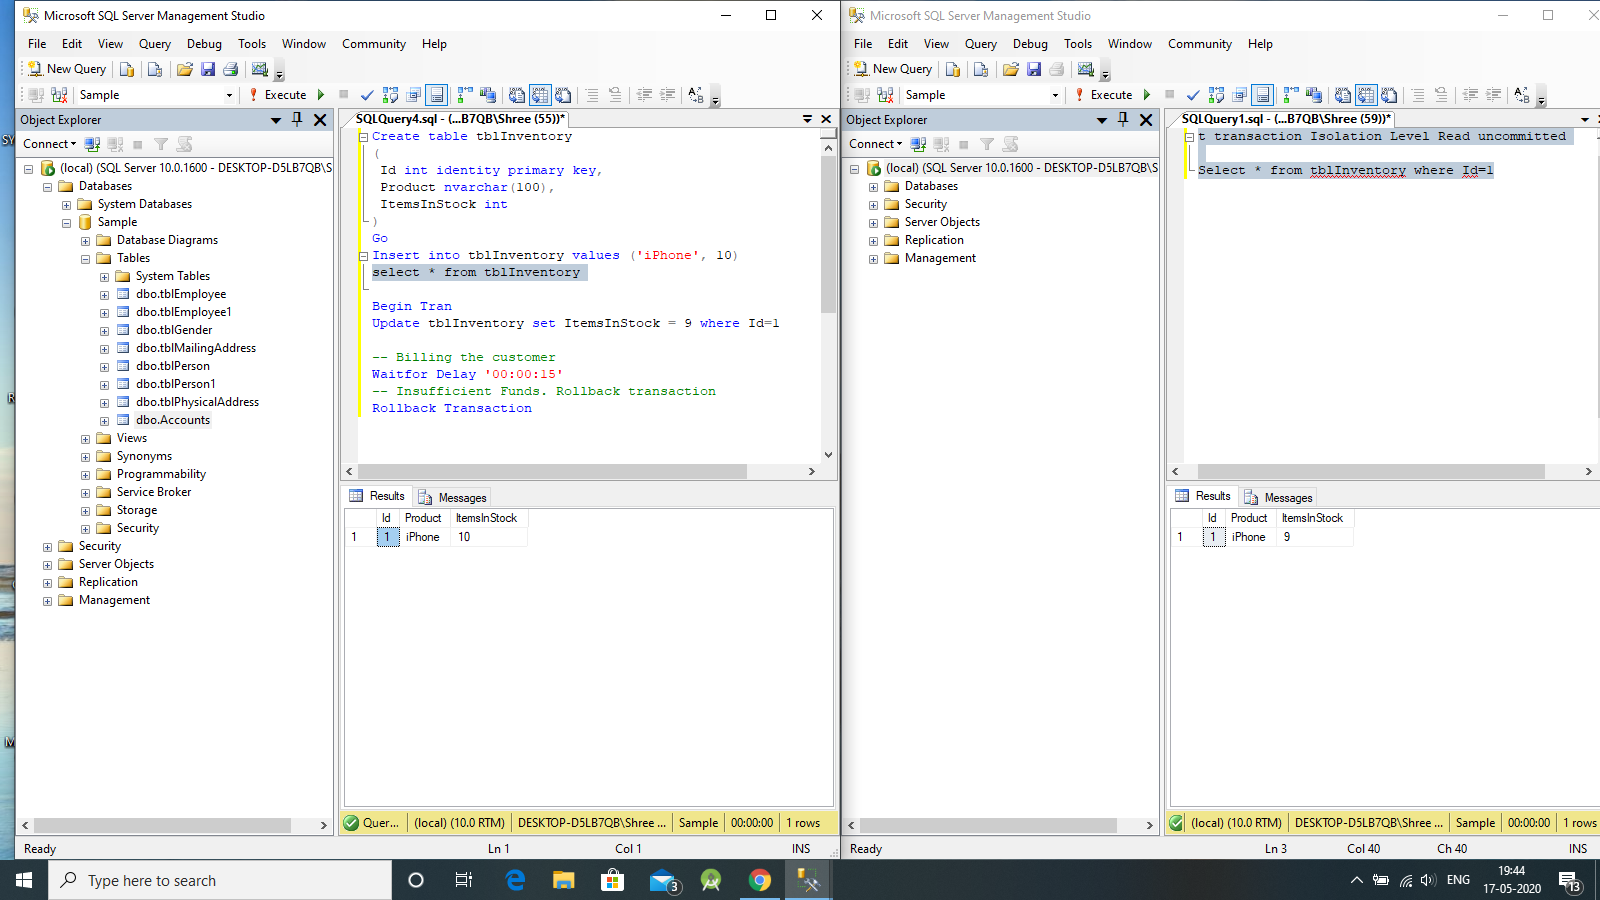 Microsoft SQL Server Management Studio
File Edit View Query Debug Tools Window Community Help
New Query
Sample Execute
Object Explorer
Connect
(local) (SQL Server 10.0.1600 - DESKTOP-D5LB7QB\S
Databases
System Databases
Sample
Database Diagrams
Tables
System Tables
dbo.tblEmployee
dbo.tblEmployee1
dbo.tblGender
dbo.tblMailingAddress
dbo.tblPerson
dbo.tblPerson1
dbo.tblPhysicalAddress
dbo.Accounts
Views
Synonyms
Programmability
Service Broker
Storage
Security
Security
Server Objects
Replication
Management
SQLQuery4.sql - (...B7QB\Shree (55))*
Create table tblInventory
(
Id int identity primary key,
Product nvarchar(100),
ItemsInStock int
)
Go
Insert into tblInventory values ('iPhone', 10)
select * from tblInventory
Begin Tran
Update tblInventory set ItemsInStock = 9 where Id=1
-- Billing the customer
Waitfor Delay '00:00:15'
-- Insufficient Funds. Rollback transaction
Rollback Transaction
Results Messages
Id Product ItemsInStock
1 1 iPhone 10
Quer... (local) (10.0 RTM) DESKTOP-D5LB7QB\Shree ... Sample 00:00:00 1 rows
Ready Ln 1 Col 1 INS
Microsoft SQL Server Management Studio
File Edit View Query Debug Tools Window Community Help
New Query
Sample Execute
Object Explorer
Connect
(local) (SQL Server 10.0.1600 - DESKTOP-D5LB7QB\S
Databases
Security
Server Objects
Replication
Management
SQLQuery1.sql - (...B7QB\Shree (59))*
t transaction Isolation Level Read uncommitted
Select * from tblInventory where Id=1
Results Messages
Id Product ItemsInStock
1 1 iPhone 9
(local) (10.0 RTM) DESKTOP-D5LB7QB\Shree ... Sample 00:00:00 1 rows
Ready Ln 3 Col 40 Ch 40 INS
SY
R
M
Type here to search
3
ENG
19:44
17-05-2020
13